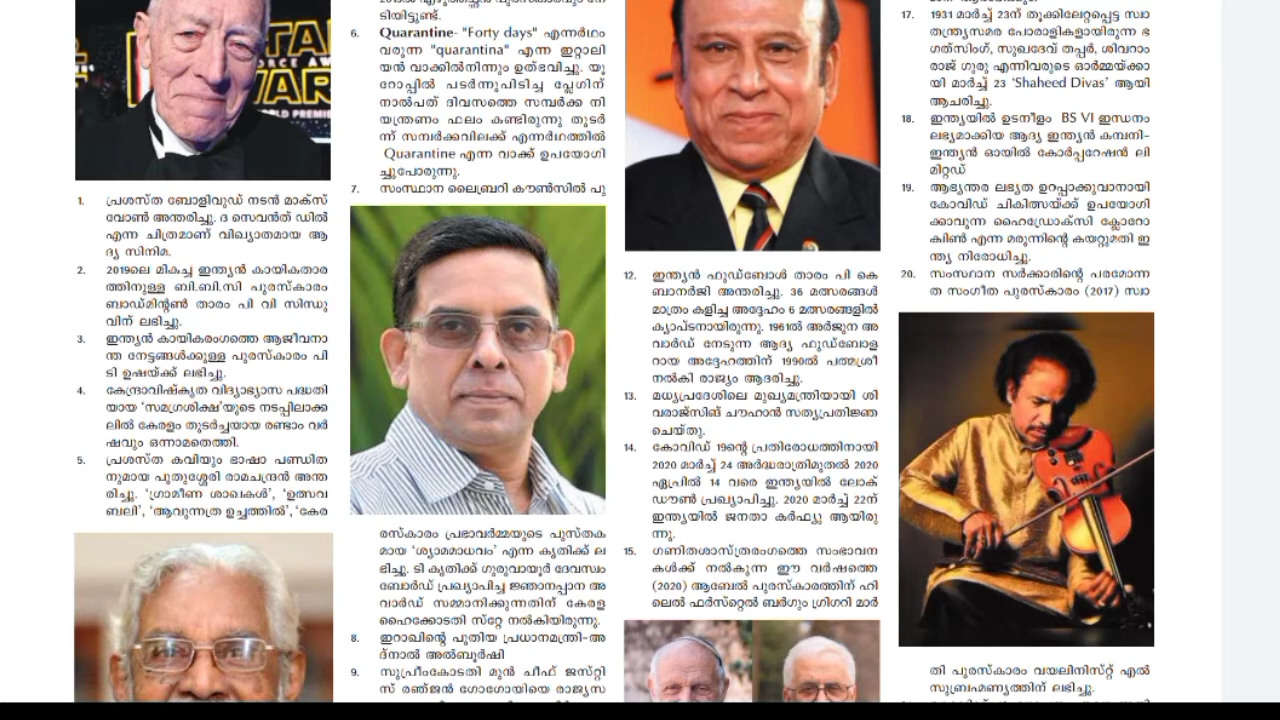 STAR
FORCE AWA
WARS
WORLD PREMIE
1. പ്രശസ്ത ബോളിവുഡ് നടൻ മാക്സ്
വോൺ അന്തരിച്ചു. ദ സെവൻത് ഡിൽ
എന്ന ചിത്രമാണ് വിഖ്യാതമായ ആ
ദ്യ സിനിമ.
2. 2019ലെ മികച്ച ഇന്ത്യൻ കായികതാര
ത്തിനുള്ള ബി.ബി.സി പുരസ്കാരം
ബാഡ്മിന്റൺ താരം പി വി സിന്ധു
വിന് ലഭിച്ചു.
3. ഇന്ത്യൻ കായികരംഗത്തെ ആജീവനാ
ന്ത നേട്ടങ്ങൾക്കുള്ള പുരസ്കാരം പി
ടി ഉഷയ്ക്ക് ലഭിച്ചു.
4. കേന്ദ്രാവിഷ്കൃത വിദ്യാഭ്യാസ പദ്ധതി
യായ 'സമഗ്രശിക്ഷ'യുടെ നടപ്പിലാക്ക
ലിൽ കേരളം തുടർച്ചയായ രണ്ടാം വർ
ഷവും ഒന്നാമതെത്തി.
5. പ്രശസ്ത കവിയും ഭാഷാ പണ്ഡിത
നുമായ പുതുശ്ശേരി രാമചന്ദ്രൻ അന്ത
രിച്ചു. 'ഗ്രാമീണ ശാഖകൾ', 'ഉത്സവ
ബലി', 'ആവുന്നത്ര ഉച്ചത്തിൽ', 'കേര
ടിയിട്ടുണ്ട്.
6. Quarantine- "Forty days" എന്നർഥം
വരുന്ന "quarantina" എന്ന ഇറ്റാലി
യൻ വാക്കിൽനിന്നും ഉത്ഭവിച്ചു. യൂ
റോപ്പിൽ പടർന്നുപിടിച്ച പ്ലേഗിന്
നാൽപത് ദിവസത്തെ സമ്പർക്ക നി
യന്ത്രണം ഫലം കണ്ടിരുന്നു തുടർ
ന്ന് സമ്പർക്കവിലക്ക് എന്നർഥത്തിൽ
Quarantine എന്ന വാക്ക് ഉപയോഗി
ച്ചുപോരുന്നു.
7. സംസ്ഥാന ലൈബ്രറി കൗൺസിൽ പു
രസ്കാരം പ്രഭാവർമ്മയുടെ പുസ്തക
മായ 'ശ്യാമമാധവം' എന്ന കൃതിക്ക് ല
ഭിച്ചു. ടി കൃതിക്ക് ഗുരുവായൂർ ദേവസ്വം
ബോർഡ് പ്രഖ്യാപിച്ച ജ്ഞാനപ്പാന അ
വാർഡ് സമ്മാനിക്കുന്നതിന് കേരള
ഹൈക്കോടതി സ്റ്റേ നൽകിയിരുന്നു.
8. ഇറാഖിന്റെ പുതിയ പ്രധാനമന്ത്രി-അ
ദ്നാൽ അൽബുർഷി
9. സുപ്രീംകോടതി മുൻ ചീഫ് ജസ്റ്റി
സ് രഞ്ജൻ ഗോഗോയിയെ രാജ്യസ
12. ഇന്ത്യൻ ഫുഡ്ബോൾ താരം പി കെ
ബാനർജി അന്തരിച്ചു. 36 മത്സരങ്ങൾ
മാത്രം കളിച്ച അദ്ദേഹം 6 മത്സരങ്ങളിൽ
ക്യാപ്ടനായിരുന്നു. 1961ൽ അർജുന അ
വാർഡ് നേടുന്ന ആദ്യ ഫുഡ്ബോള
റായ അദ്ദേഹത്തിന് 1990ൽ പത്മശ്രീ
നൽകി രാജ്യം ആദരിച്ചു.
13. മധ്യപ്രദേശിലെ മുഖ്യമന്ത്രിയായി ശി
വരാജ്സിങ് ചൗഹാൻ സത്യപ്രതിജ്ഞ
ചെയ്തു.
14. കോവിഡ് 19ന്റെ പ്രതിരോധത്തിനായി
2020 മാർച്ച് 24 അർദ്ധരാത്രിമുതൽ 2020
ഏപ്രിൽ 14 വരെ ഇന്ത്യയിൽ ലോക്
ഡൗൺ പ്രഖ്യാപിച്ചു. 2020 മാർച്ച് 22ന്
ഇന്ത്യയിൽ ജനതാ കർഫ്യു ആയിരു
ന്നു.
15. ഗണിതശാസ്ത്രരംഗത്തെ സംഭാവന
കൾക്ക് നൽകുന്ന ഈ വർഷത്തെ
(2020) ആബേൽ പുരസ്കാരത്തിന് ഹി
ലെൽ ഫർസ്റ്റെൽ ബർഗും ഗ്രിഗറി മാർ
17. 1931 മാർച്ച് 23ന് തൂക്കിലേറ്റപ്പെട്ട സ്വാ
തന്ത്ര്യസമര പോരാളികളായിരുന്ന ഭ
ഗത്സിംഗ്, സുഖദേവ് തപ്പർ, ശിവറാം
രാജ് ഗുരു എന്നിവരുടെ ഓർമ്മയ്ക്കാ
യി മാർച്ച് 23 'Shaheed Divas' ആയി
ആചരിച്ചു.
18. ഇന്ത്യയിൽ ഉടനീളം BS VI ഇന്ധനം
ലഭ്യമാക്കിയ ആദ്യ ഇന്ത്യൻ കമ്പനി-
ഇന്ത്യൻ ഓയിൽ കോർപ്പറേഷൻ ലി
മിറ്റഡ്
19. ആഭ്യന്തര ലഭ്യത ഉറപ്പാക്കുവാനായി
കോവിഡ് ചികിത്സയ്ക്ക് ഉപയോഗി
ക്കാവുന്ന ഹൈഡ്രോക്സി ക്ലോറോ
ക്വിൺ എന്ന മരുന്നിന്റെ കയറ്റുമതി ഇ
ന്ത്യ നിരോധിച്ചു.
20. സംസ്ഥാന സർക്കാരിന്റെ പരമോന്ന
ത സംഗീത പുരസ്കാരം (2017) സ്വാ
തി പുരസ്കാരം വയലിനിസ്റ്റ് എൽ
സുബ്രഹ്മണ്യത്തിന് ലഭിച്ചു.